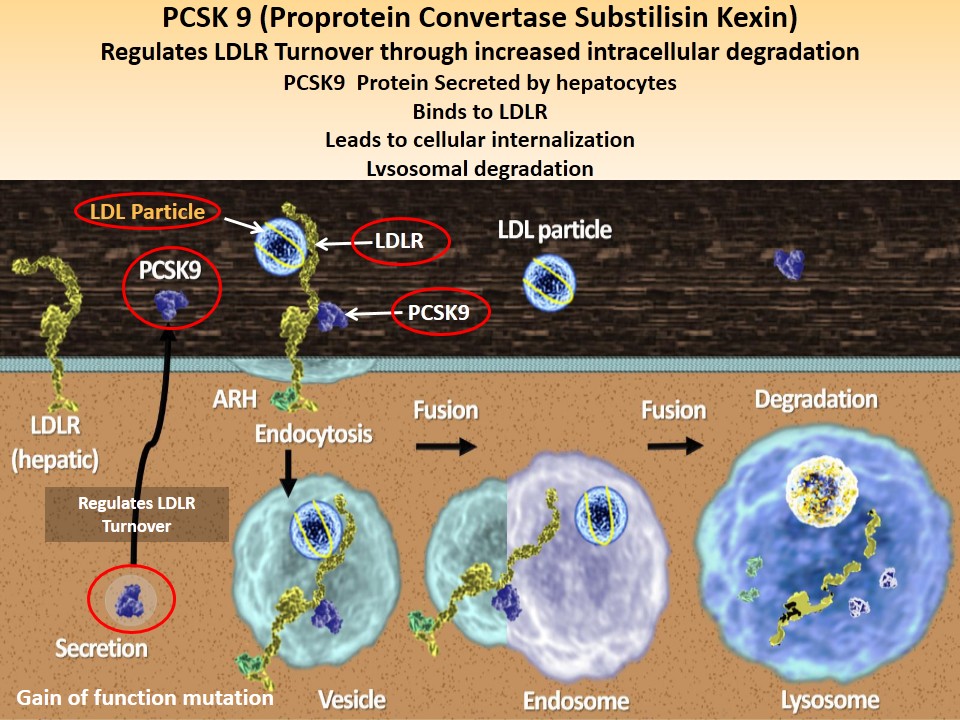 PCSK 9 (Proprotein Convertase Substilisin Kexin)
Regulates LDLR Turnover through increased intracellular degradation
PCSK9 Protein Secreted by hepatocytes
Binds to LDLR
Leads to cellular internalization
Lysosomal degradation
LDL Particle
LDLR
LDL particle
PCSK9
PCSK9
ARH
Fusion
Fusion
Degradation
LDLR
(hepatic)
Endocytosis
Regulates LDLR
Turnover
Secretion
Gain of function mutation
Vesicle
Endosome
Lysosome